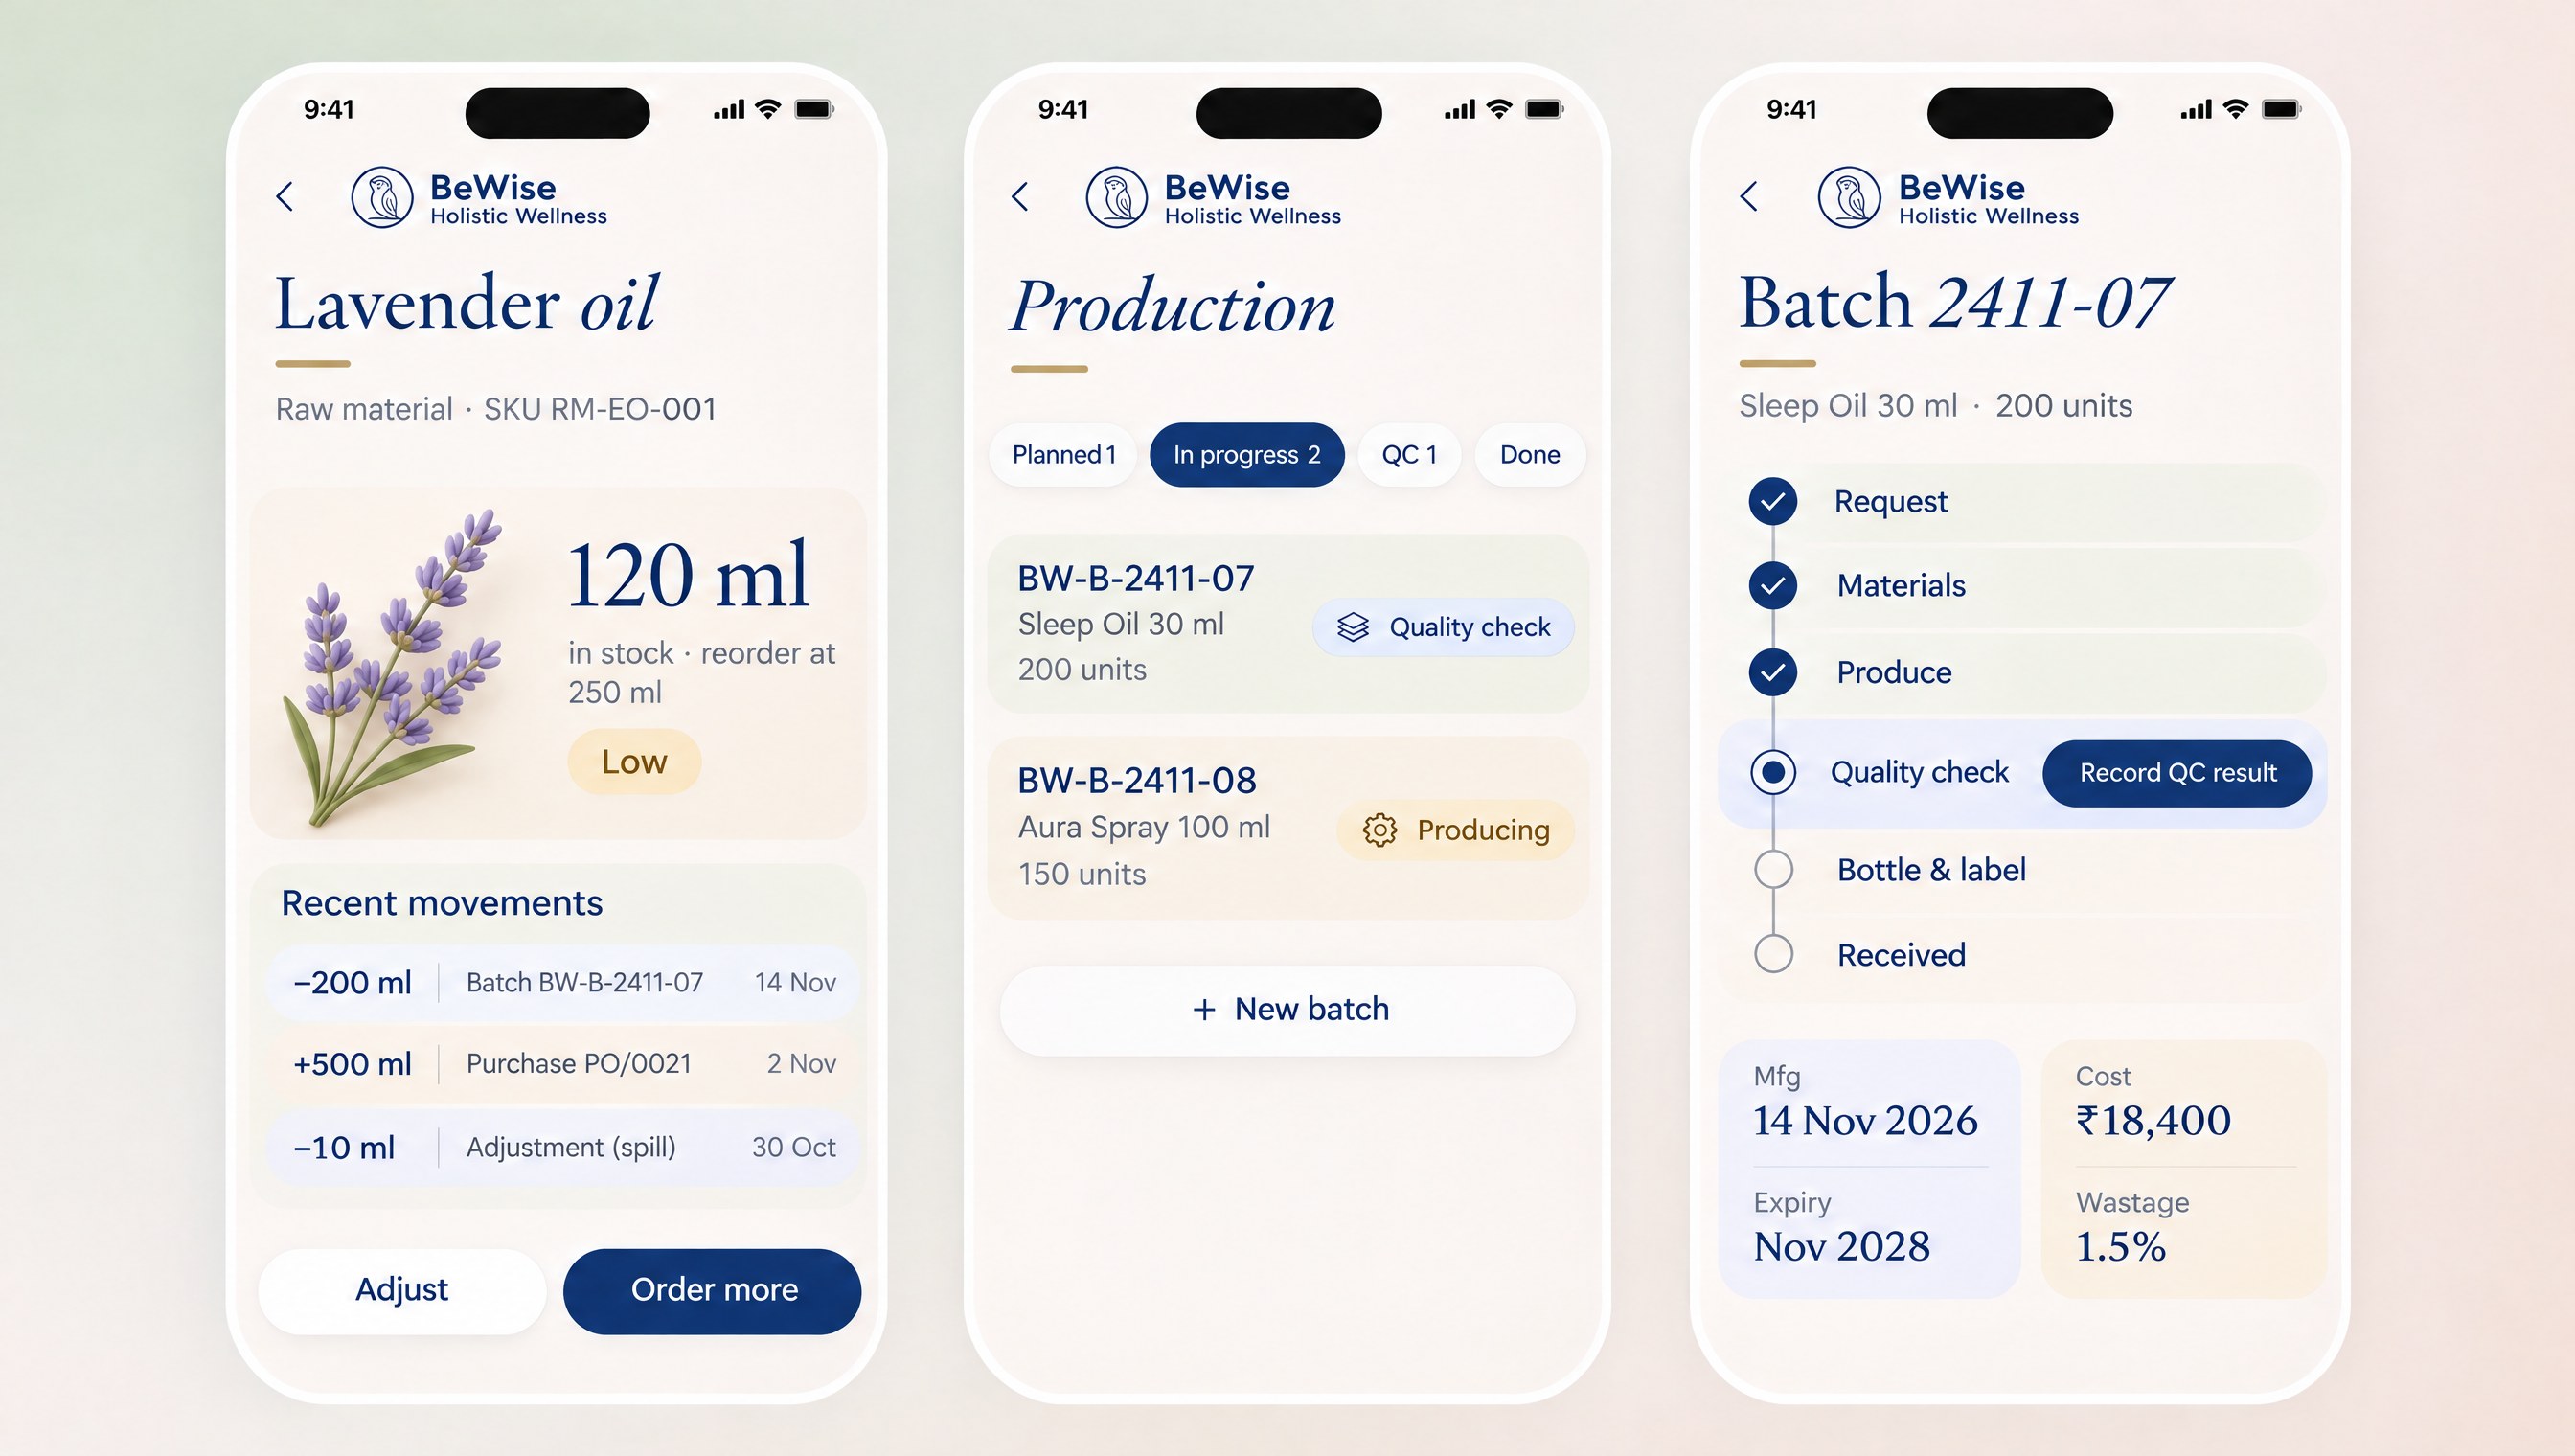 9:41
BeWise
Holistic Wellness
Lavender oil
Raw material · SKU RM-EO-001
120 ml
in stock · reorder at
250 ml
Low
Recent movements
−200 ml Batch BW-B-2411-07 14 Nov
+500 ml Purchase PO/0021 2 Nov
−10 ml Adjustment (spill) 30 Oct
Adjust Order more
9:41
BeWise
Holistic Wellness
Production
Planned 1 In progress 2 QC 1 Done
BW-B-2411-07
Sleep Oil 30 ml
200 units
Quality check
BW-B-2411-08
Aura Spray 100 ml
150 units
Producing
+ New batch
9:41
BeWise
Holistic Wellness
Batch 2411-07
Sleep Oil 30 ml · 200 units
Request
Materials
Produce
Quality check Record QC result
Bottle & label
Received
Mfg
14 Nov 2026
Expiry
Nov 2028
Cost
₹18,400
Wastage
1.5%